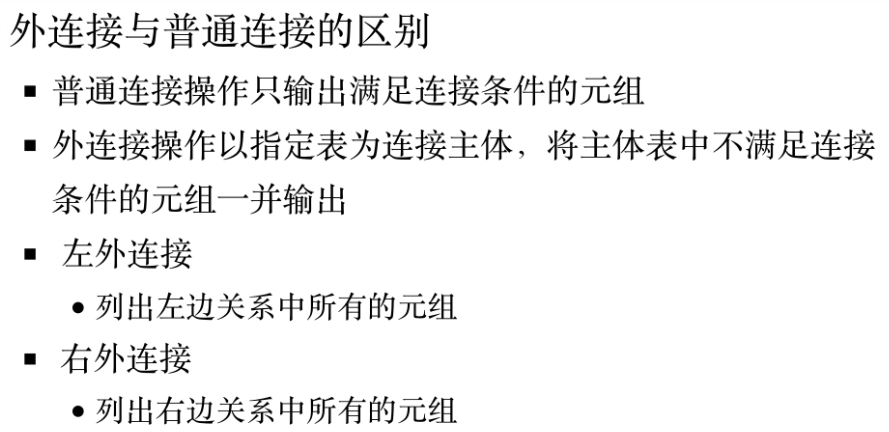 外连接与普通连接的区别
▪ 普通连接操作只输出满足连接条件的元组
▪ 外连接操作以指定表为连接主体，将主体表中不满足连接
条件的元组一并输出
▪ 左外连接
• 列出左边关系中所有的元组
▪ 右外连接
• 列出右边关系中所有的元组